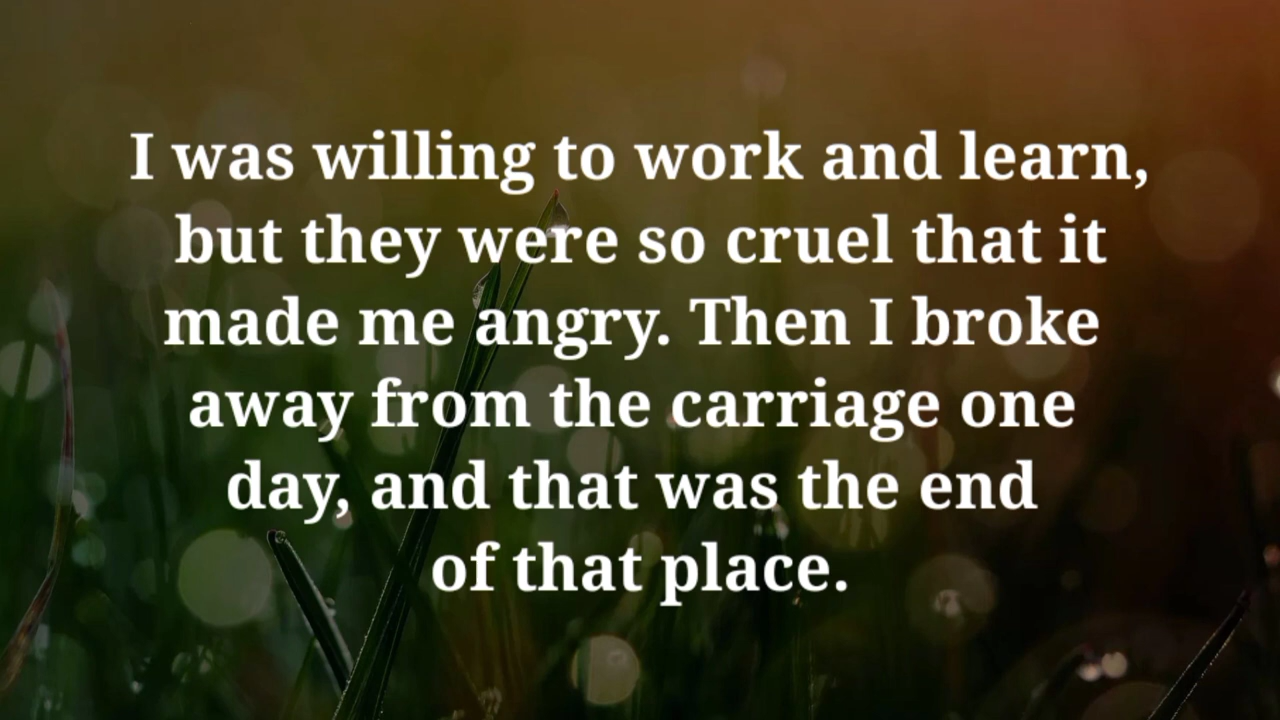 I was willing to work and learn,
but they were so cruel that it
made me angry. Then I broke
away from the carriage one
day, and that was the end
of that place.